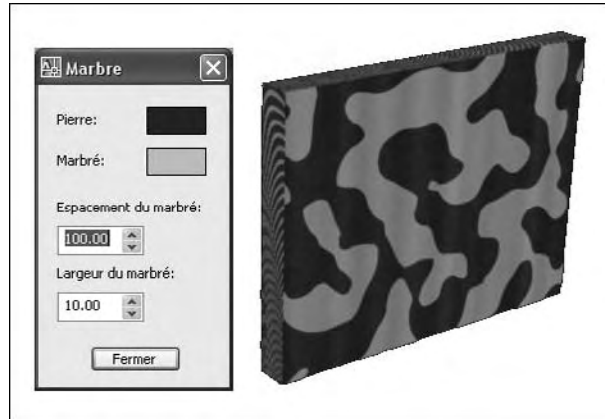 Marbre
Pierre:
Marbré:
Espacement du marbré:
100.00
Largeur du marbré:
10.00
Fermer